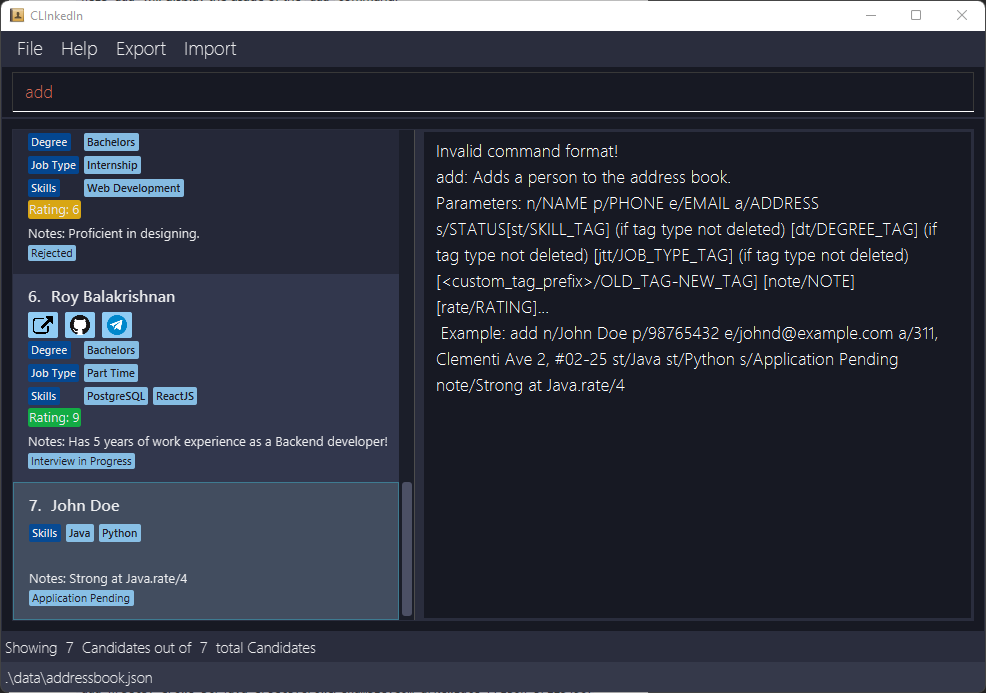 CLInkedIn
File Help Export Import
add
Degree Bachelors
Job Type Internship
Skills Web Development
Rating: 6
Notes: Proficient in designing.
Rejected
6. Roy Balakrishnan
Degree Bachelors
Job Type Part Time
Skills PostgreSQL ReactJS
Rating: 9
Notes: Has 5 years of work experience as a Backend developer!
Interview in Progress
7. John Doe
Skills Java Python
Notes: Strong at Java.rate/4
Application Pending
Invalid command format!
add: Adds a person to the address book.
Parameters: n/NAME p/PHONE e/EMAIL a/ADDRESS
s/STATUS[st/SKILL_TAG] (if tag type not deleted) [dt/DEGREE_TAG] (if
tag type not deleted) [jtt/JOB_TYPE_TAG] (if tag type not deleted)
[<custom_tag_prefix>/OLD_TAG-NEW_TAG] [note/NOTE]
[rate/RATING]...
Example: add n/John Doe p/98765432 e/johnd@example.com a/311,
Clementi Ave 2, #02-25 st/Java st/Python s/Application Pending
note/Strong at Java.rate/4
Showing 7 Candidates out of 7 total Candidates
.\data\addressbook.json